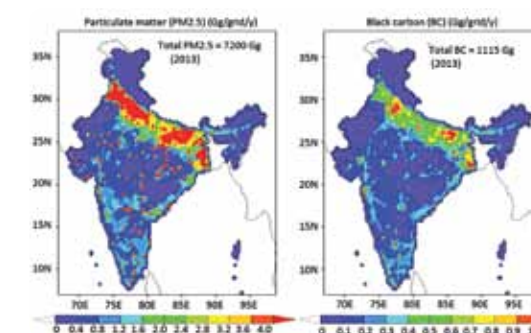 Particulate matter (PM2.5) (Gg/grid/y)
Total PM2.5 = 7200 Gg
(2013)
35N
30N
25N
20N
15N
10N
70E 75E 80E 85E 90E 95E
0 0.4 0.8 1.2 1.6 2.0 2.4 2.8 3.2 3.6 4.0
Black carbon (BC) (Gg/grid/y)
Total BC = 1115 Gg
(2013)
35N
30N
25N
20N
15N
10N
70E 75E 80E 85E 90E 95E
0 0.1 0.2 0.3 0.4 0.5 0.6 0.7 0.8